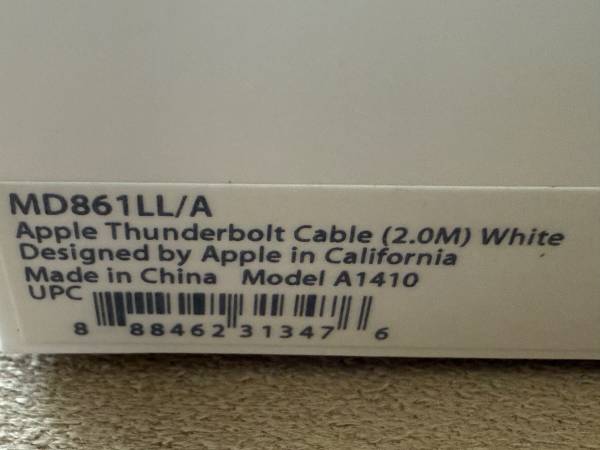 MD861LL/A
Apple Thunderbolt Cable (2.0M) White
Designed by Apple in California
Made in China Model A1410
UPC
8 88462 31347 6